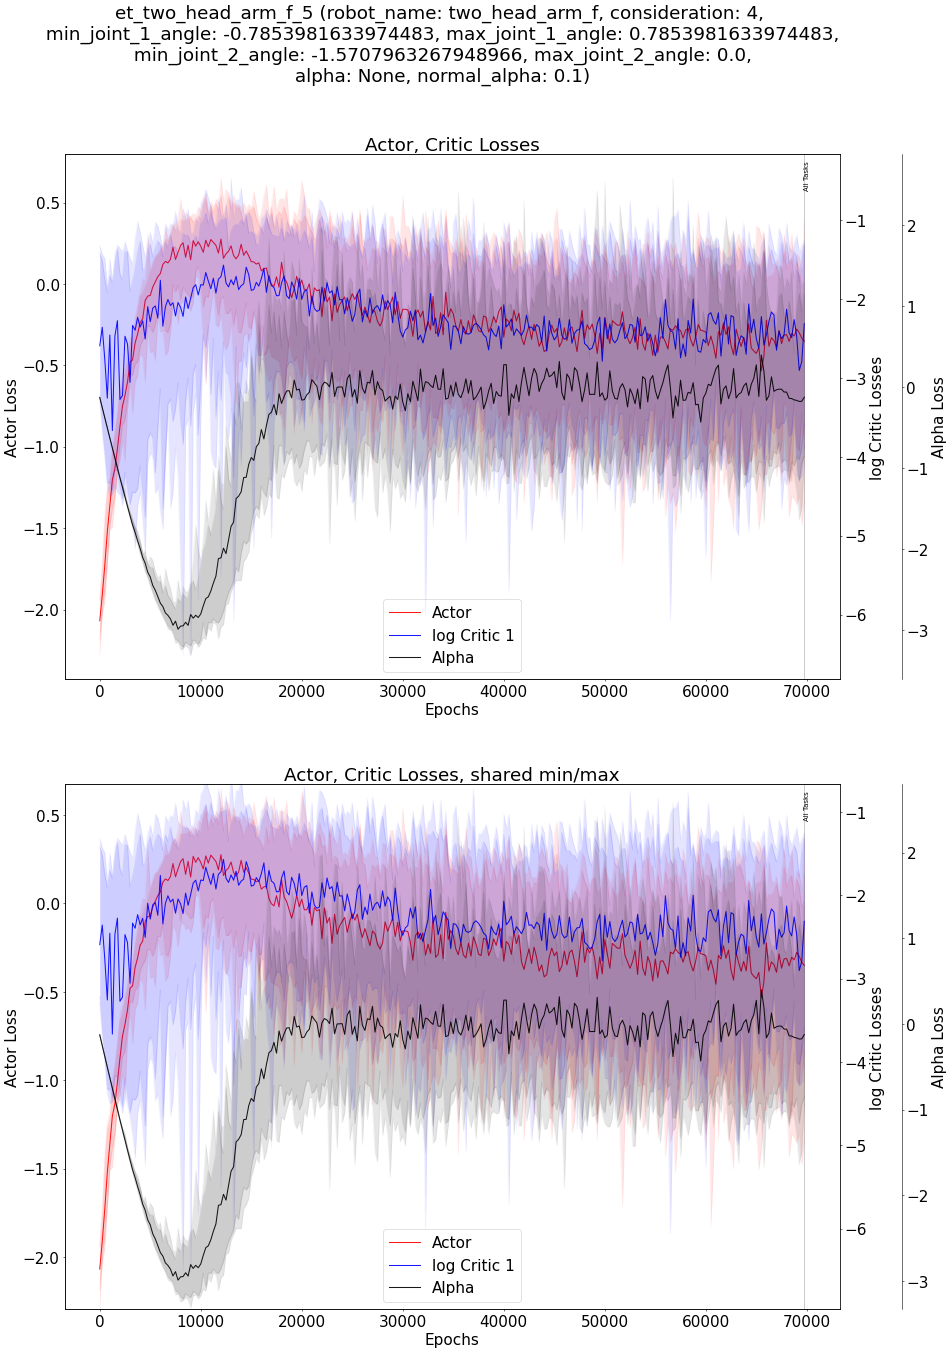 et_two_head_arm_f_5 (robot_name: two_head_arm_f, consideration: 4,
min_joint_1_angle: -0.7853981633974483, max_joint_1_angle: 0.7853981633974483,
min_joint_2_angle: -1.5707963267948966, max_joint_2_angle: 0.0,
alpha: None, normal_alpha: 0.1)
Actor, Critic Losses
All Tasks
Actor Loss
0.5
0.0
−0.5
−1.0
−1.5
−2.0
−1
−2
−3
−4
−5
−6
log Critic Losses
2
1
0
−1
−2
−3
Alpha Loss
Actor
log Critic 1
Alpha
0 10000 20000 30000 40000 50000 60000 70000
Epochs
Actor, Critic Losses, shared min/max
All Tasks
Actor Loss
0.5
0.0
−0.5
−1.0
−1.5
−2.0
−1
−2
−3
−4
−5
−6
log Critic Losses
2
1
0
−1
−2
−3
Alpha Loss
Actor
log Critic 1
Alpha
0 10000 20000 30000 40000 50000 60000 70000
Epochs